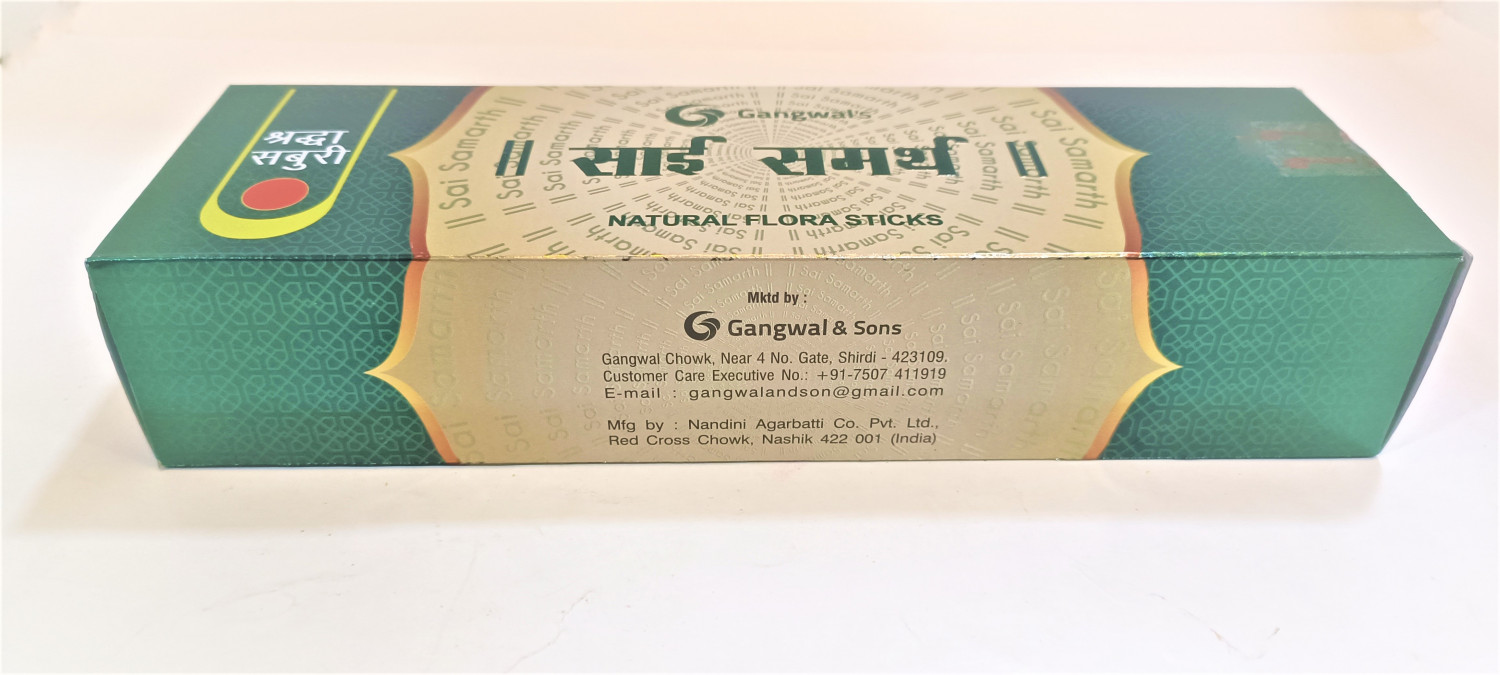 श्रद्धा
सबुरी
Gangwal's
|| साई समर्थ ||
NATURAL FLORA STICKS
Mktd by :
Gangwal & Sons
Gangwal Chowk, Near 4 No. Gate, Shirdi - 423109.
Customer Care Executive No.: +91-7507 411919
E-mail : gangwalandson@gmail.com
Mfg by : Nandini Agarbatti Co. Pvt. Ltd.,
Red Cross Chowk, Nashik 422 001 (India)
|| Sai Samarth ||